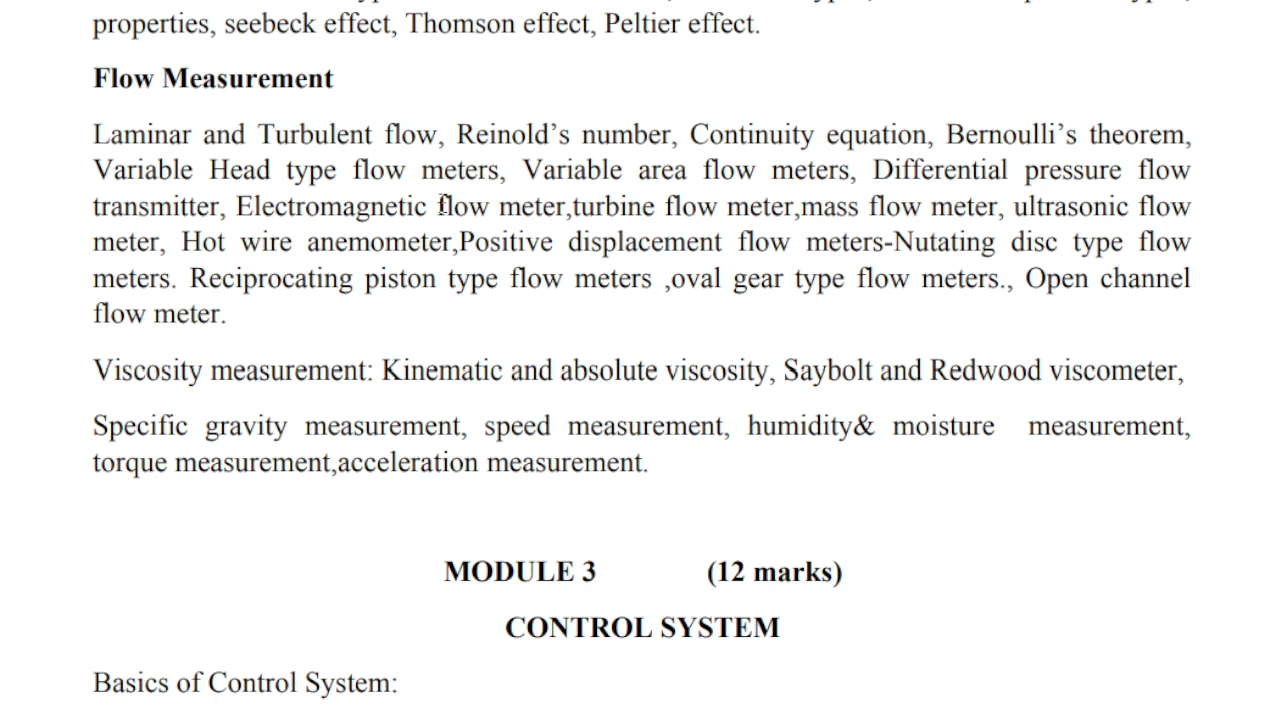 properties, seebeck effect, Thomson effect, Peltier effect.
Flow Measurement
Laminar and Turbulent flow, Reinold’s number, Continuity equation, Bernoulli’s theorem,
Variable Head type flow meters, Variable area flow meters, Differential pressure flow
transmitter, Electromagnetic flow meter,turbine flow meter,mass flow meter, ultrasonic flow
meter, Hot wire anemometer,Positive displacement flow meters-Nutating disc type flow
meters. Reciprocating piston type flow meters ,oval gear type flow meters., Open channel
flow meter.
Viscosity measurement: Kinematic and absolute viscosity, Saybolt and Redwood viscometer,
Specific gravity measurement, speed measurement, humidity& moisture measurement,
torque measurement,acceleration measurement.
MODULE 3 (12 marks)
CONTROL SYSTEM
Basics of Control System: